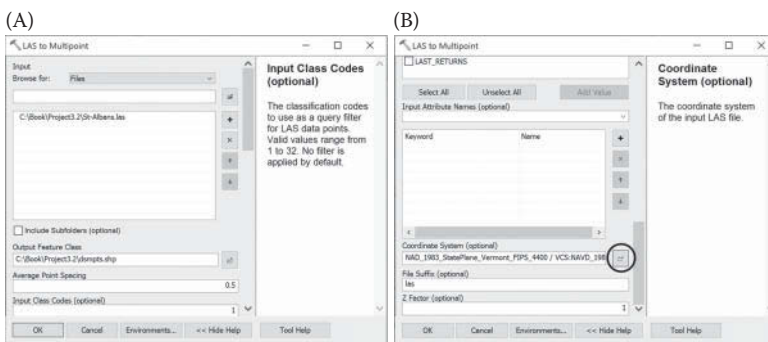 (A)
LAS to Multipoint
Input
Browse for: Files
C:\Book\Project3.2\St-Albans.las
Include Subfolders (optional)
Output Feature Class
C:\Book\Project3.2\dsmpts.shp
Average Point Spacing
0.5
Input Class Codes (optional)
1
OK Cancel Environments... << Hide Help Tool Help
Input Class Codes
(optional)
The classification codes
to use as a query filter
for LAS data points.
Valid values range from
1 to 32. No filter is
applied by default.
(B)
LAS to Multipoint
LAST_RETURNS
Select All Unselect All Add Value
Input Attribute Names (optional)
Keyword Name
Coordinate System (optional)
NAD_1983_StatePlane_Vermont_FIPS_4400 / VCS:NAVD_198
File Suffix (optional)
las
Z Factor (optional)
1
OK Cancel Environments... << Hide Help Tool Help
Coordinate
System (optional)
The coordinate system
of the input LAS file.